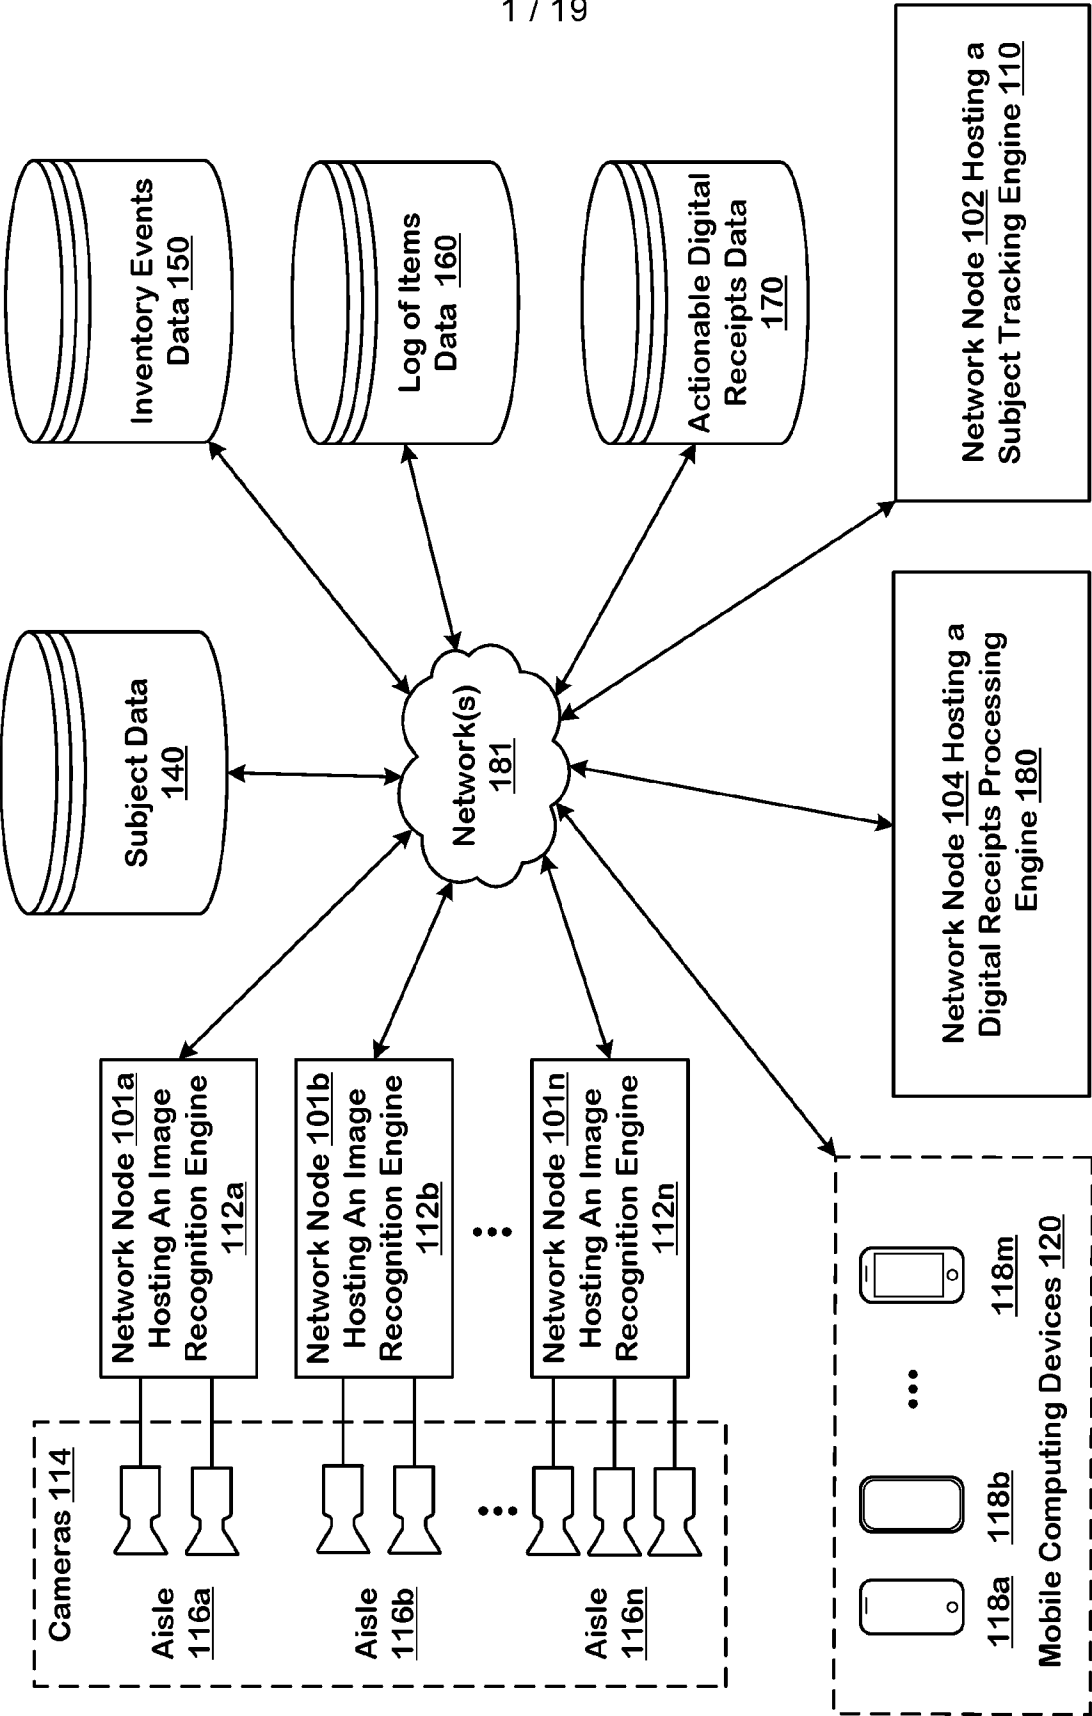 1 / 19
Cameras 114
Aisle
116a
Aisle
116b
Aisle
116n
Network Node 101a
Hosting An Image
Recognition Engine
112a
Network Node 101b
Hosting An Image
Recognition Engine
112b
Network Node 101n
Hosting An Image
Recognition Engine
112n
Subject Data
140
Inventory Events
Data 150
Log of Items
Data 160
Actionable Digital
Receipts Data
170
Network(s)
181
118a
118b
118m
Mobile Computing Devices 120
Network Node 104 Hosting a
Digital Receipts Processing
Engine 180
Network Node 102 Hosting a
Subject Tracking Engine 110